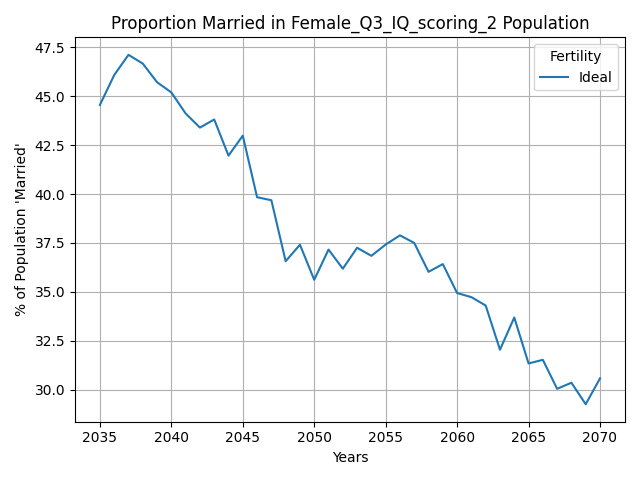 Proportion Married in Female_Q3_IQ_scoring_2 Population
Fertility
Ideal
% of Population 'Married'
47.5
45.0
42.5
40.0
37.5
35.0
32.5
30.0
2035 2040 2045 2050 2055 2060 2065 2070
Years